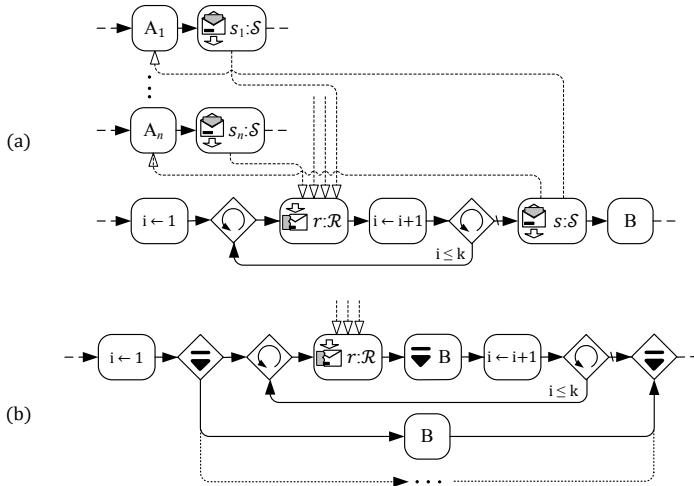 A₁ s₁:𝒮
⋮
(a)
Aₙ sₙ:𝒮
i ← 1 r:ℛ i ← i+1 s:𝒮 B
i ≤ k
i ← 1 r:ℛ B i ← i+1
i ≤ k
(b)
B
...